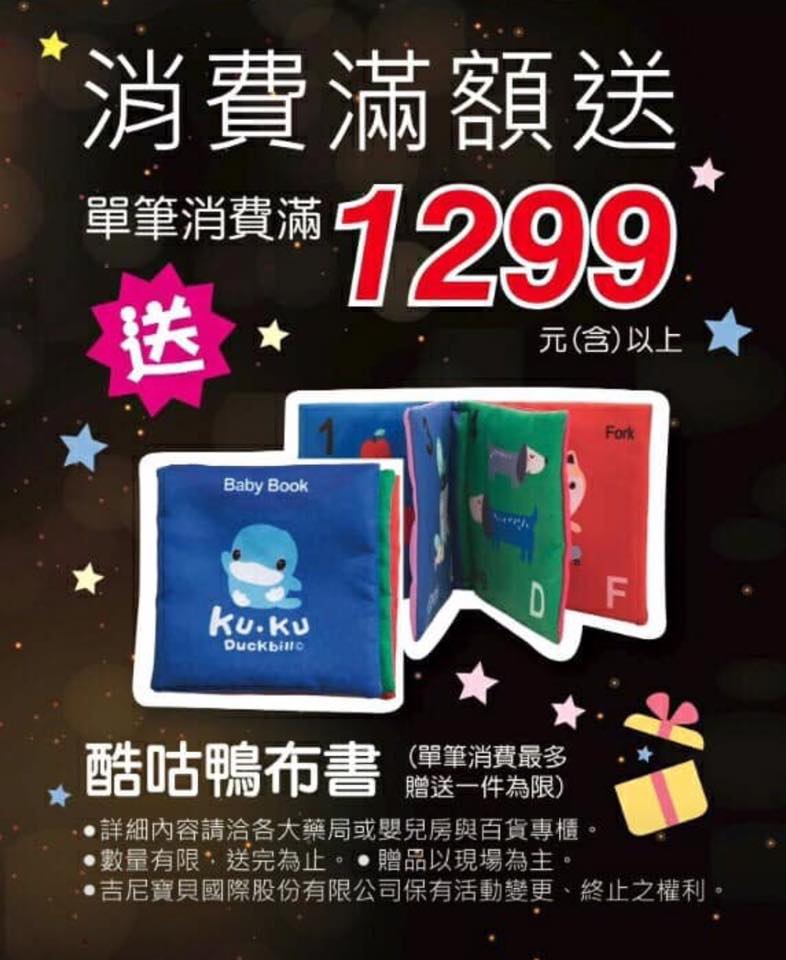 消費滿額送
單筆消費滿1299
元(含)以上
送
1
Fork
Baby Book
KU·KU
Duckbill
D
F
酷咕鴨布書
(單筆消費最多
贈送一件為限)
●詳細內容請洽各大藥局或嬰兒房與百貨專櫃。
●數量有限，送完為止。●贈品以現場為主。
●吉尼寶貝國際股份有限公司保有活動變更、終止之權利。